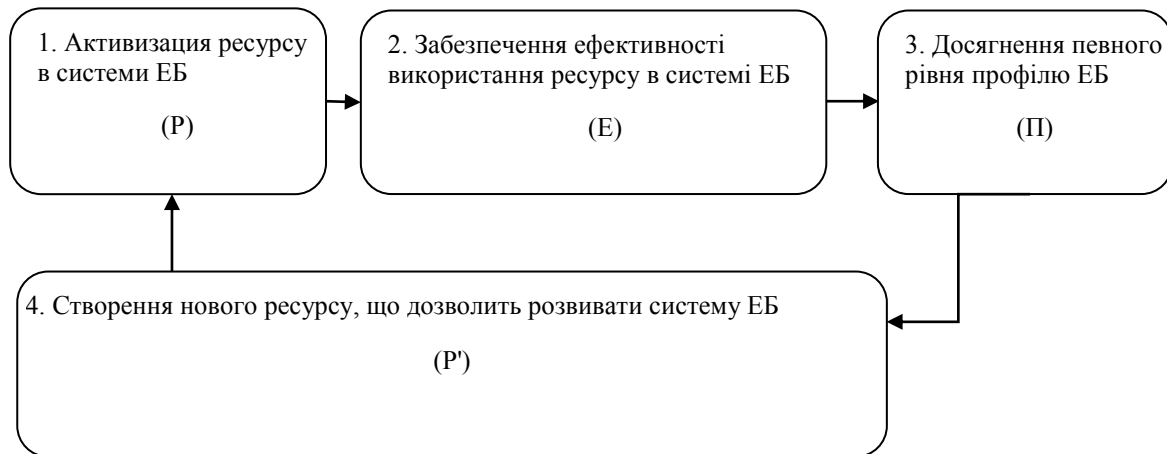 1. Активизация ресурсу
в системи ЕБ
(Р)
2. Забезпечення ефективності
використання ресурсу в системі ЕБ
(Е)
3. Досягнення певного
рівня профілю ЕБ
(П)
4. Створення нового ресурсу, що дозволить розвивати систему ЕБ
(Р')